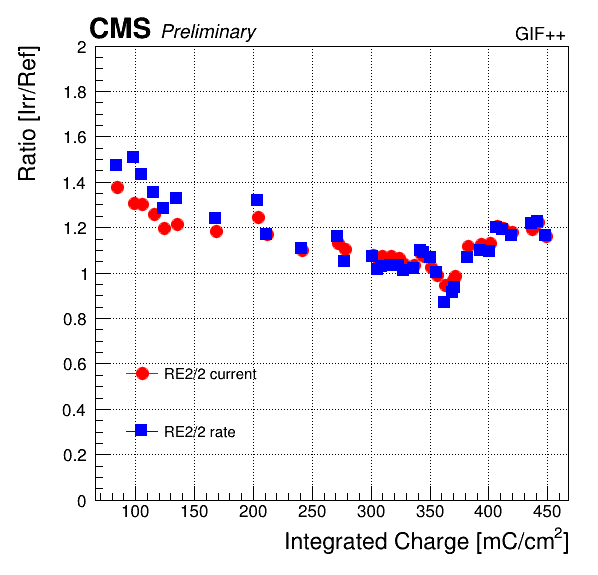 CMS Preliminary GIF++
Ratio [Irr/Ref]
2
1.8
1.6
1.4
1.2
1
0.8
0.6
0.4
0.2
0
RE2/2 current
RE2/2 rate
100 150 200 250 300 350 400 450
Integrated Charge [mC/cm²]